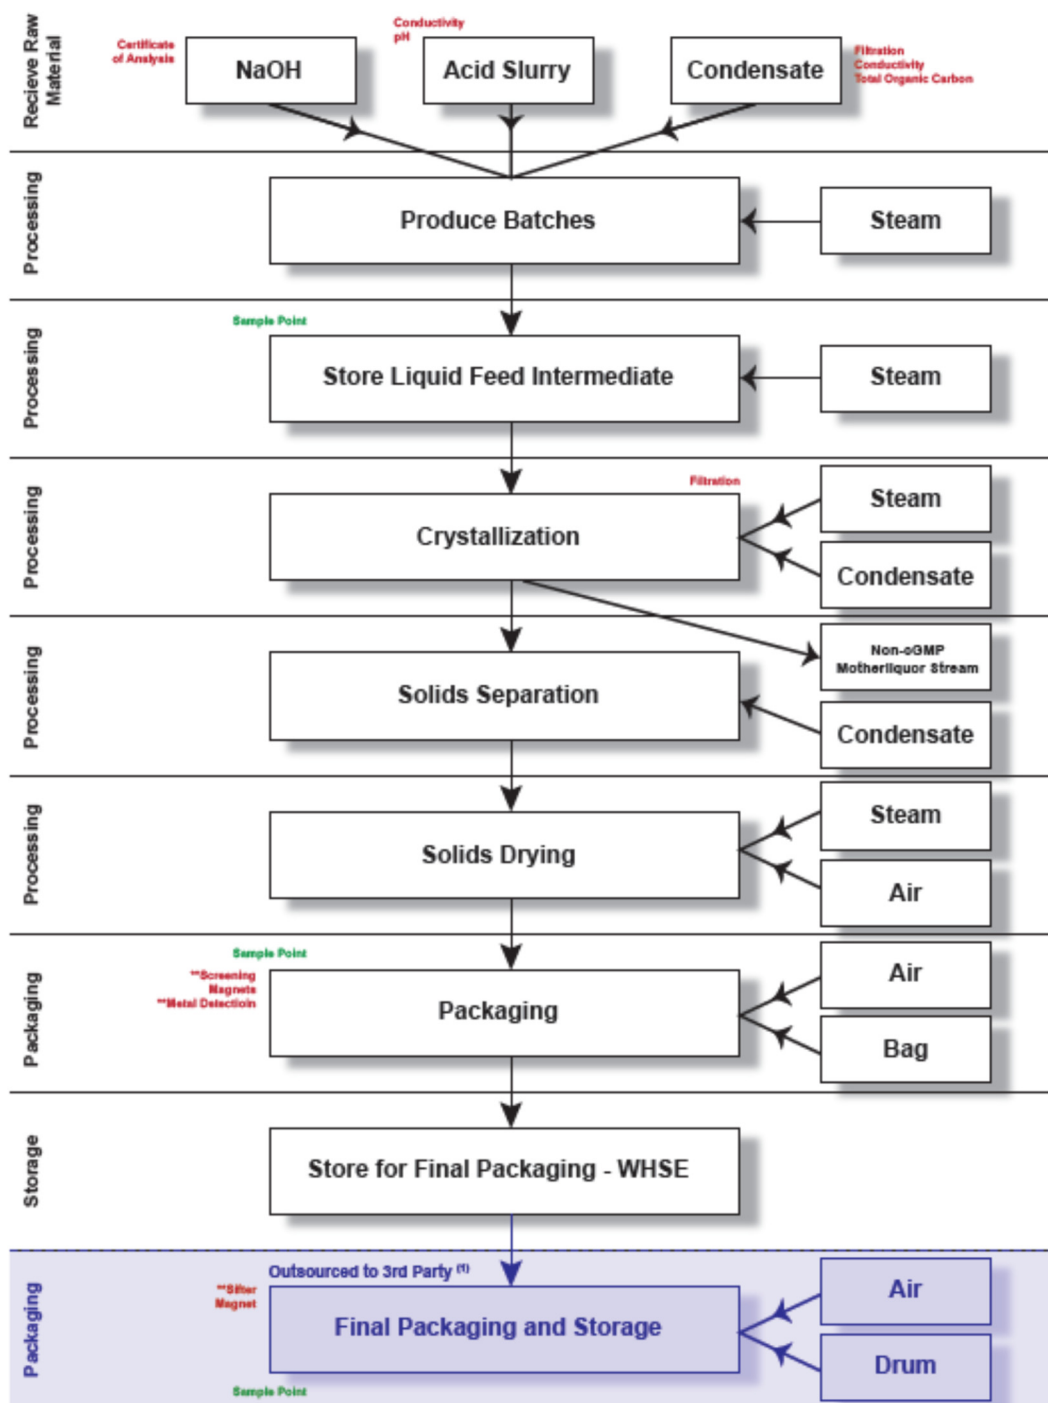 Recieve Raw
Material
Certificate
of Analysis
NaOH
Conductivity
pH
Acid Slurry
Condensate
Filtration
Conductivity
Total Organic Carbon
Processing
Produce Batches
Steam
Processing
Sample Point
Store Liquid Feed Intermediate
Steam
Processing
Filtration
Crystallization
Steam
Condensate
Processing
Solids Separation
Non-cGMP
Motherliquor Stream
Condensate
Processing
Solids Drying
Steam
Air
Packaging
Sample Point
**Screening
Magnets
**Metal Detectioin
Packaging
Air
Bag
Storage
Store for Final Packaging - WHSE
Packaging
Outsourced to 3rd Party (1)
**Sifter
Magnet
Final Packaging and Storage
Air
Drum
Sample Point